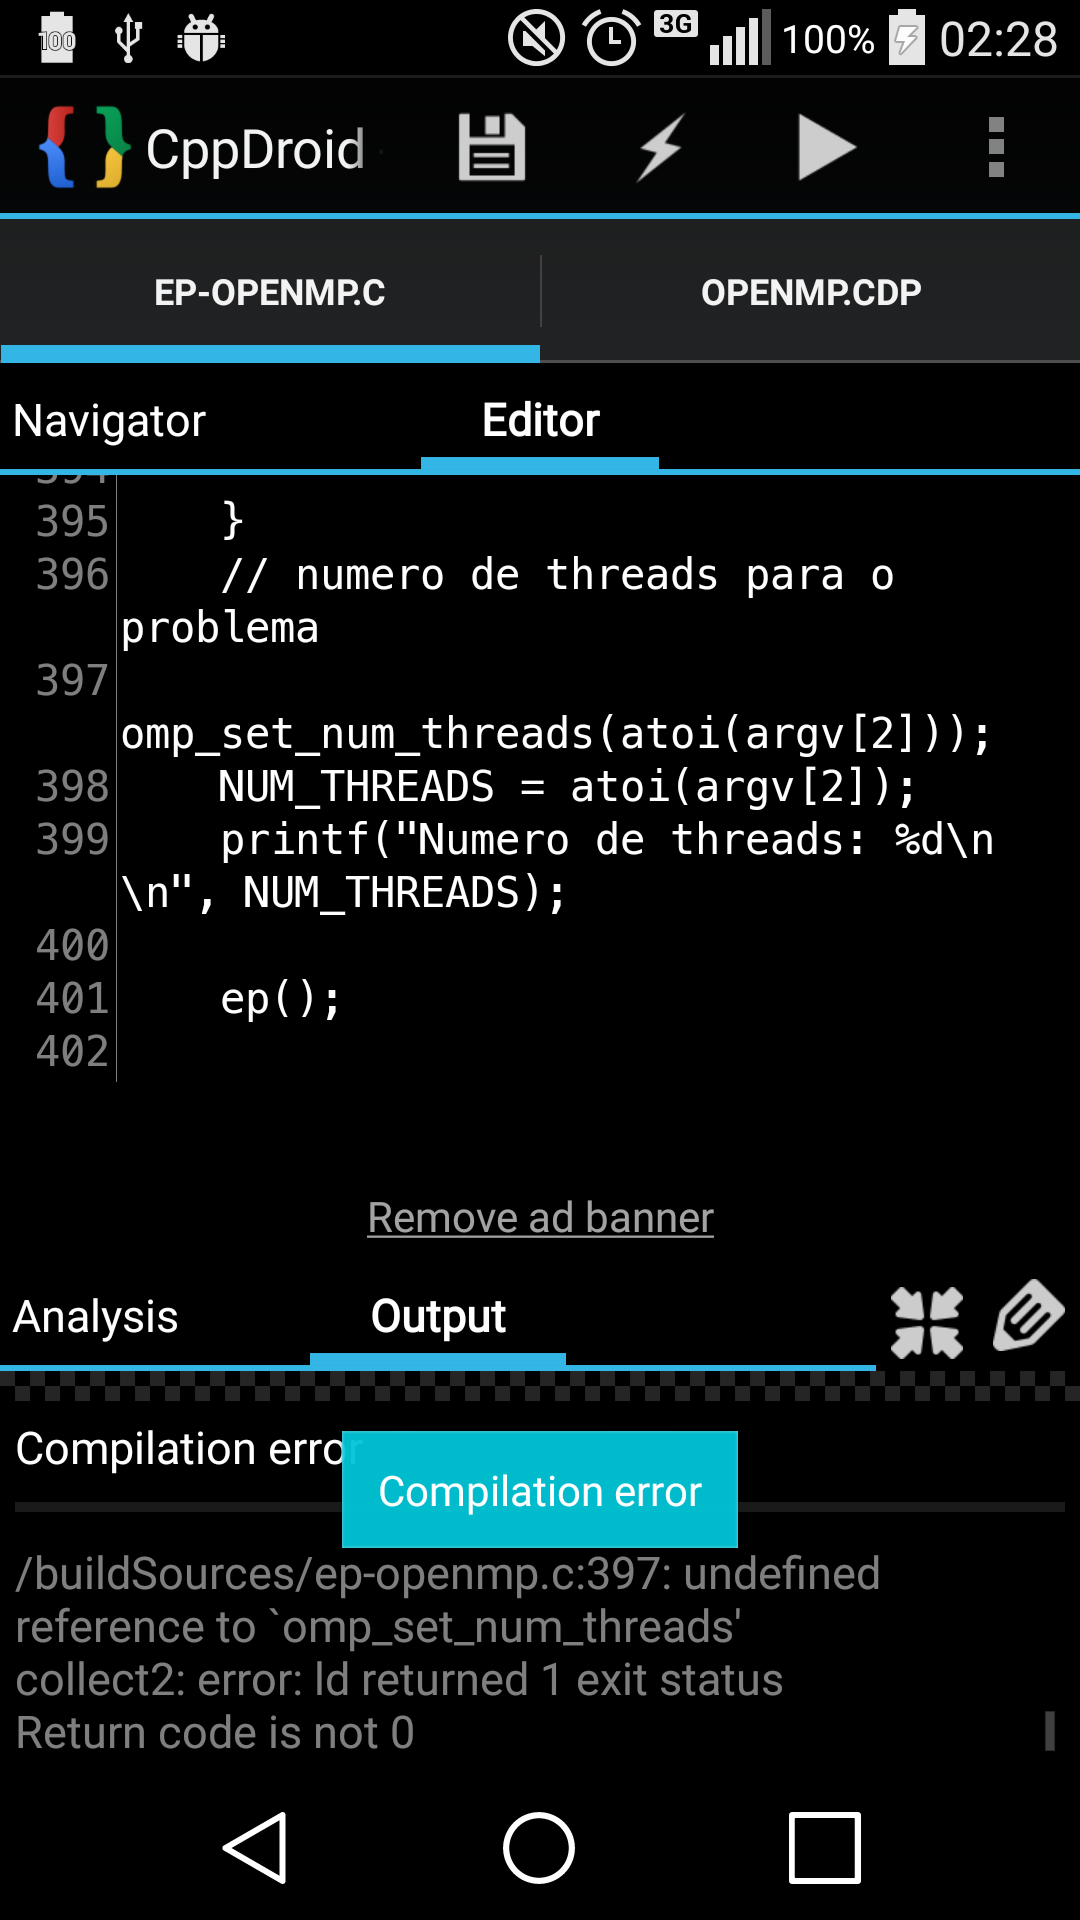 100 3G 100% 02:28
CppDroid
EP-OPENMP.C OPENMP.CDP
Navigator Editor
394
395 }
396 // numero de threads para o
problema
397
omp_set_num_threads(atoi(argv[2]));
398 NUM_THREADS = atoi(argv[2]);
399 printf("Numero de threads: %d\n
\n", NUM_THREADS);
400
401 ep();
402
Remove ad banner
Analysis Output
Compilation error
Compilation error
/buildSources/ep-openmp.c:397: undefined
reference to `omp_set_num_threads'
collect2: error: ld returned 1 exit status
Return code is not 0